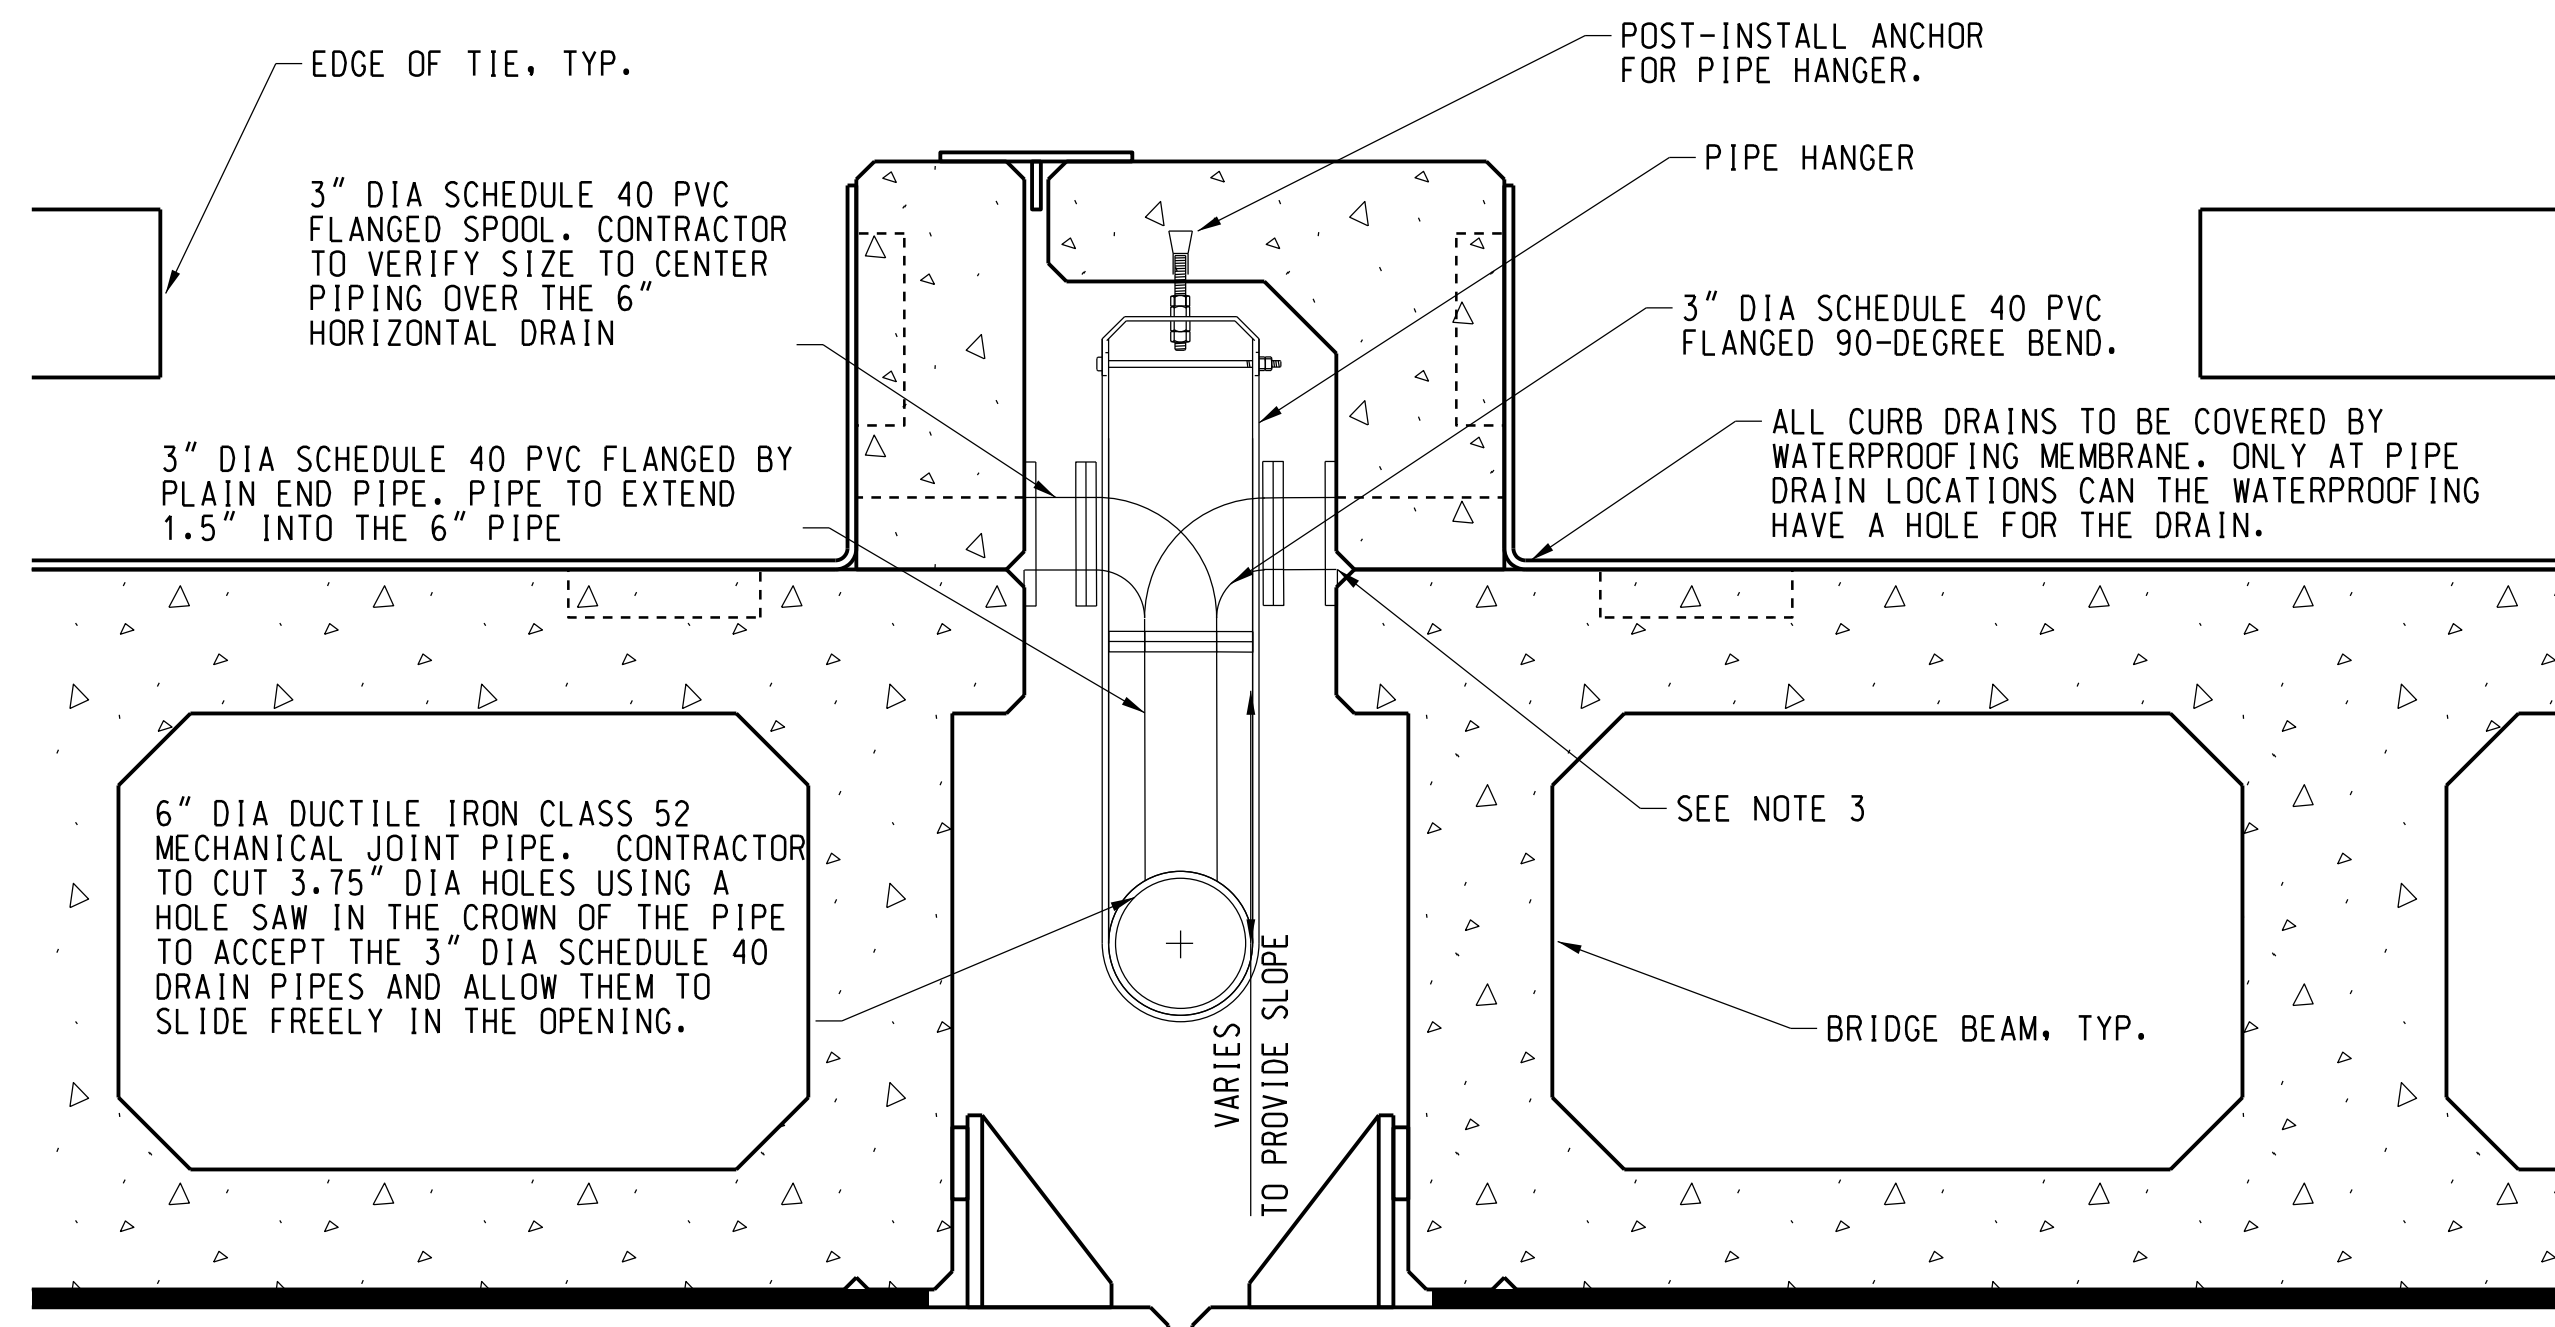 EDGE OF TIE, TYP.
3" DIA SCHEDULE 40 PVC
FLANGED SPOOL. CONTRACTOR
TO VERIFY SIZE TO CENTER
PIPING OVER THE 6"
HORIZONTAL DRAIN
3" DIA SCHEDULE 40 PVC FLANGED BY
PLAIN END PIPE. PIPE TO EXTEND
1.5" INTO THE 6" PIPE
6" DIA DUCTILE IRON CLASS 52
MECHANICAL JOINT PIPE. CONTRACTOR
TO CUT 3.75" DIA HOLES USING A
HOLE SAW IN THE CROWN OF THE PIPE
TO ACCEPT THE 3" DIA SCHEDULE 40
DRAIN PIPES AND ALLOW THEM TO
SLIDE FREELY IN THE OPENING.
POST-INSTALL ANCHOR
FOR PIPE HANGER.
PIPE HANGER
3" DIA SCHEDULE 40 PVC
FLANGED 90-DEGREE BEND.
ALL CURB DRAINS TO BE COVERED BY
WATERPROOFING MEMBRANE. ONLY AT PIPE
DRAIN LOCATIONS CAN THE WATERPROOFING
HAVE A HOLE FOR THE DRAIN.
SEE NOTE 3
BRIDGE BEAM, TYP.
VARIES
TO PROVIDE SLOPE